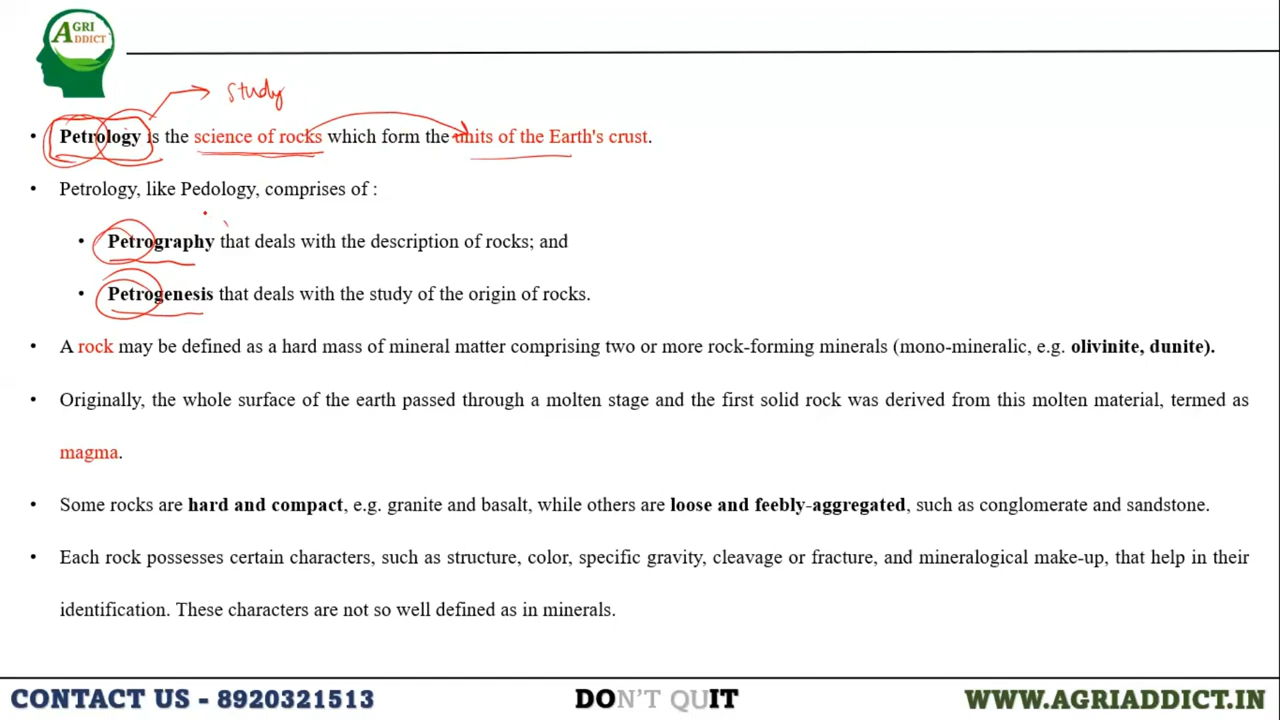 AGRI
ADDICT
study
• Petrology is the science of rocks which form the units of the Earth's crust.
• Petrology, like Pedology, comprises of :
• Petrography that deals with the description of rocks; and
• Petrogenesis that deals with the study of the origin of rocks.
• A rock may be defined as a hard mass of mineral matter comprising two or more rock-forming minerals (mono-mineralic, e.g. olivinite, dunite).
• Originally, the whole surface of the earth passed through a molten stage and the first solid rock was derived from this molten material, termed as
magma.
• Some rocks are hard and compact, e.g. granite and basalt, while others are loose and feebly-aggregated, such as conglomerate and sandstone.
• Each rock possesses certain characters, such as structure, color, specific gravity, cleavage or fracture, and mineralogical make-up, that help in their
identification. These characters are not so well defined as in minerals.
CONTACT US - 8920321513 DON'T QUIT WWW.AGRIADDICT.IN